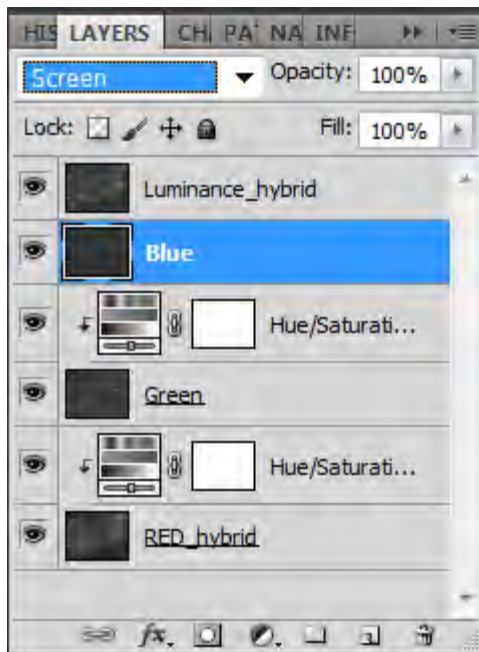 HIS LAYERS CH PA NA INF
Screen Opacity: 100%
Lock: Fill: 100%
Luminance_hybrid
Blue
Hue/Saturati...
Green
Hue/Saturati...
RED_hybrid
fx.